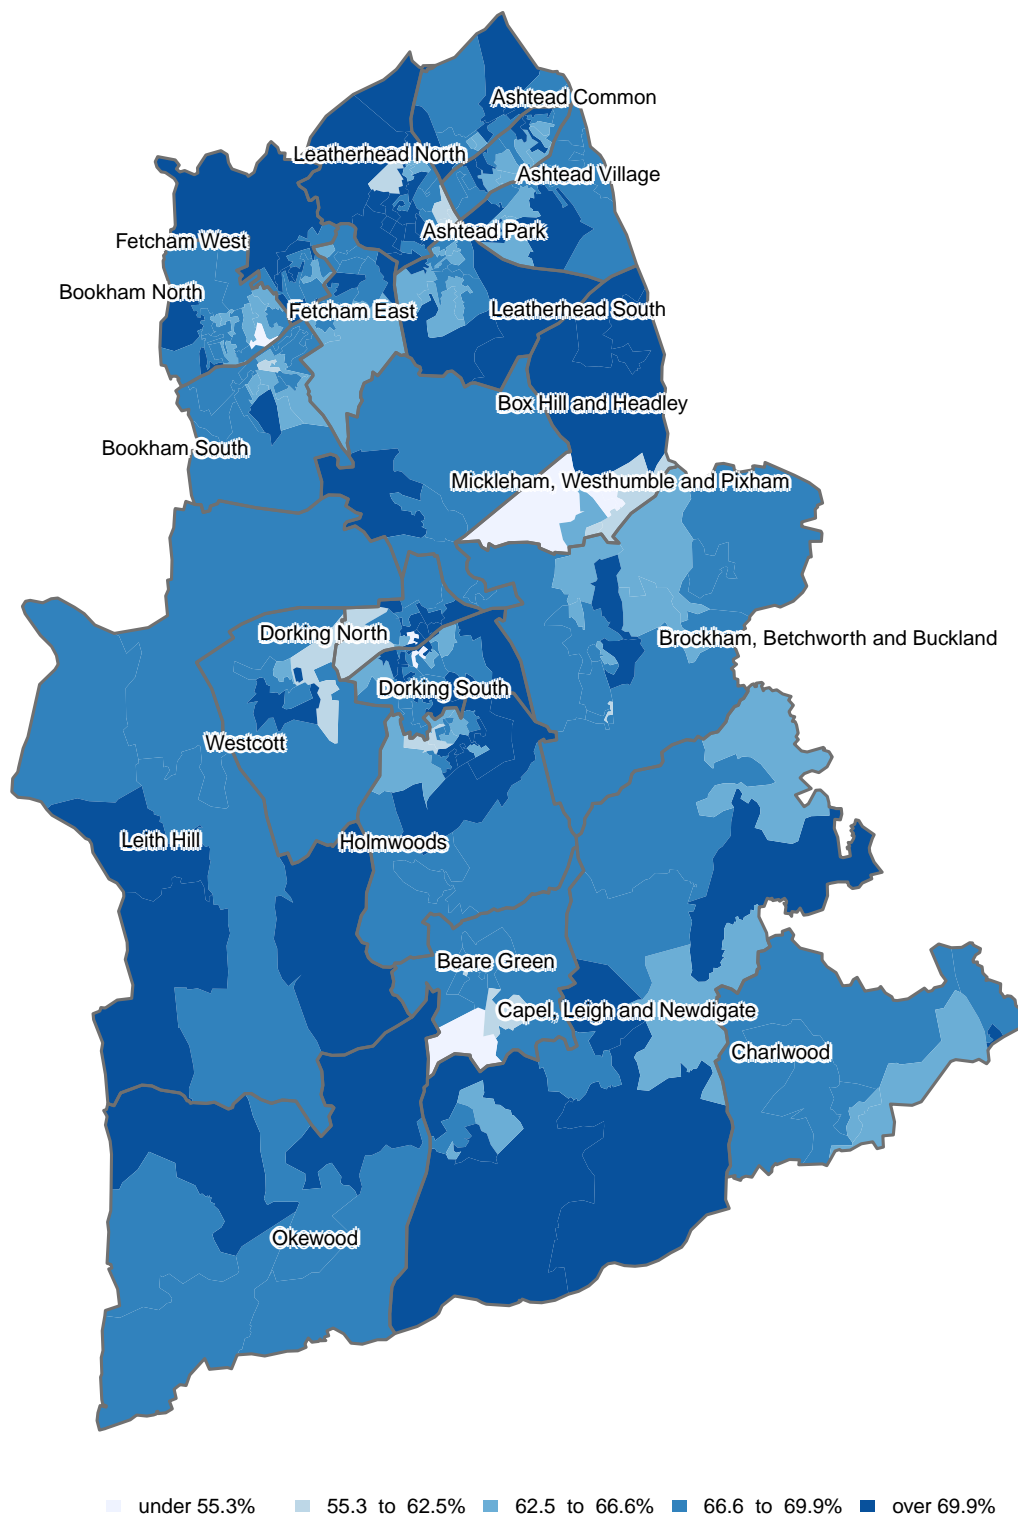 Ashtead Common
Leatherhead North
Ashtead Village
Ashtead Park
Fetcham West
Bookham North
Fetcham East
Leatherhead South
Box Hill and Headley
Bookham South
Mickleham, Westhumble and Pixham
Dorking North
Brockham, Betchworth and Buckland
Dorking South
Westcott
Leith Hill
Holmwoods
Beare Green
Capel, Leigh and Newdigate
Charlwood
Okewood
under 55.3% 55.3 to 62.5% 62.5 to 66.6% 66.6 to 69.9% over 69.9%